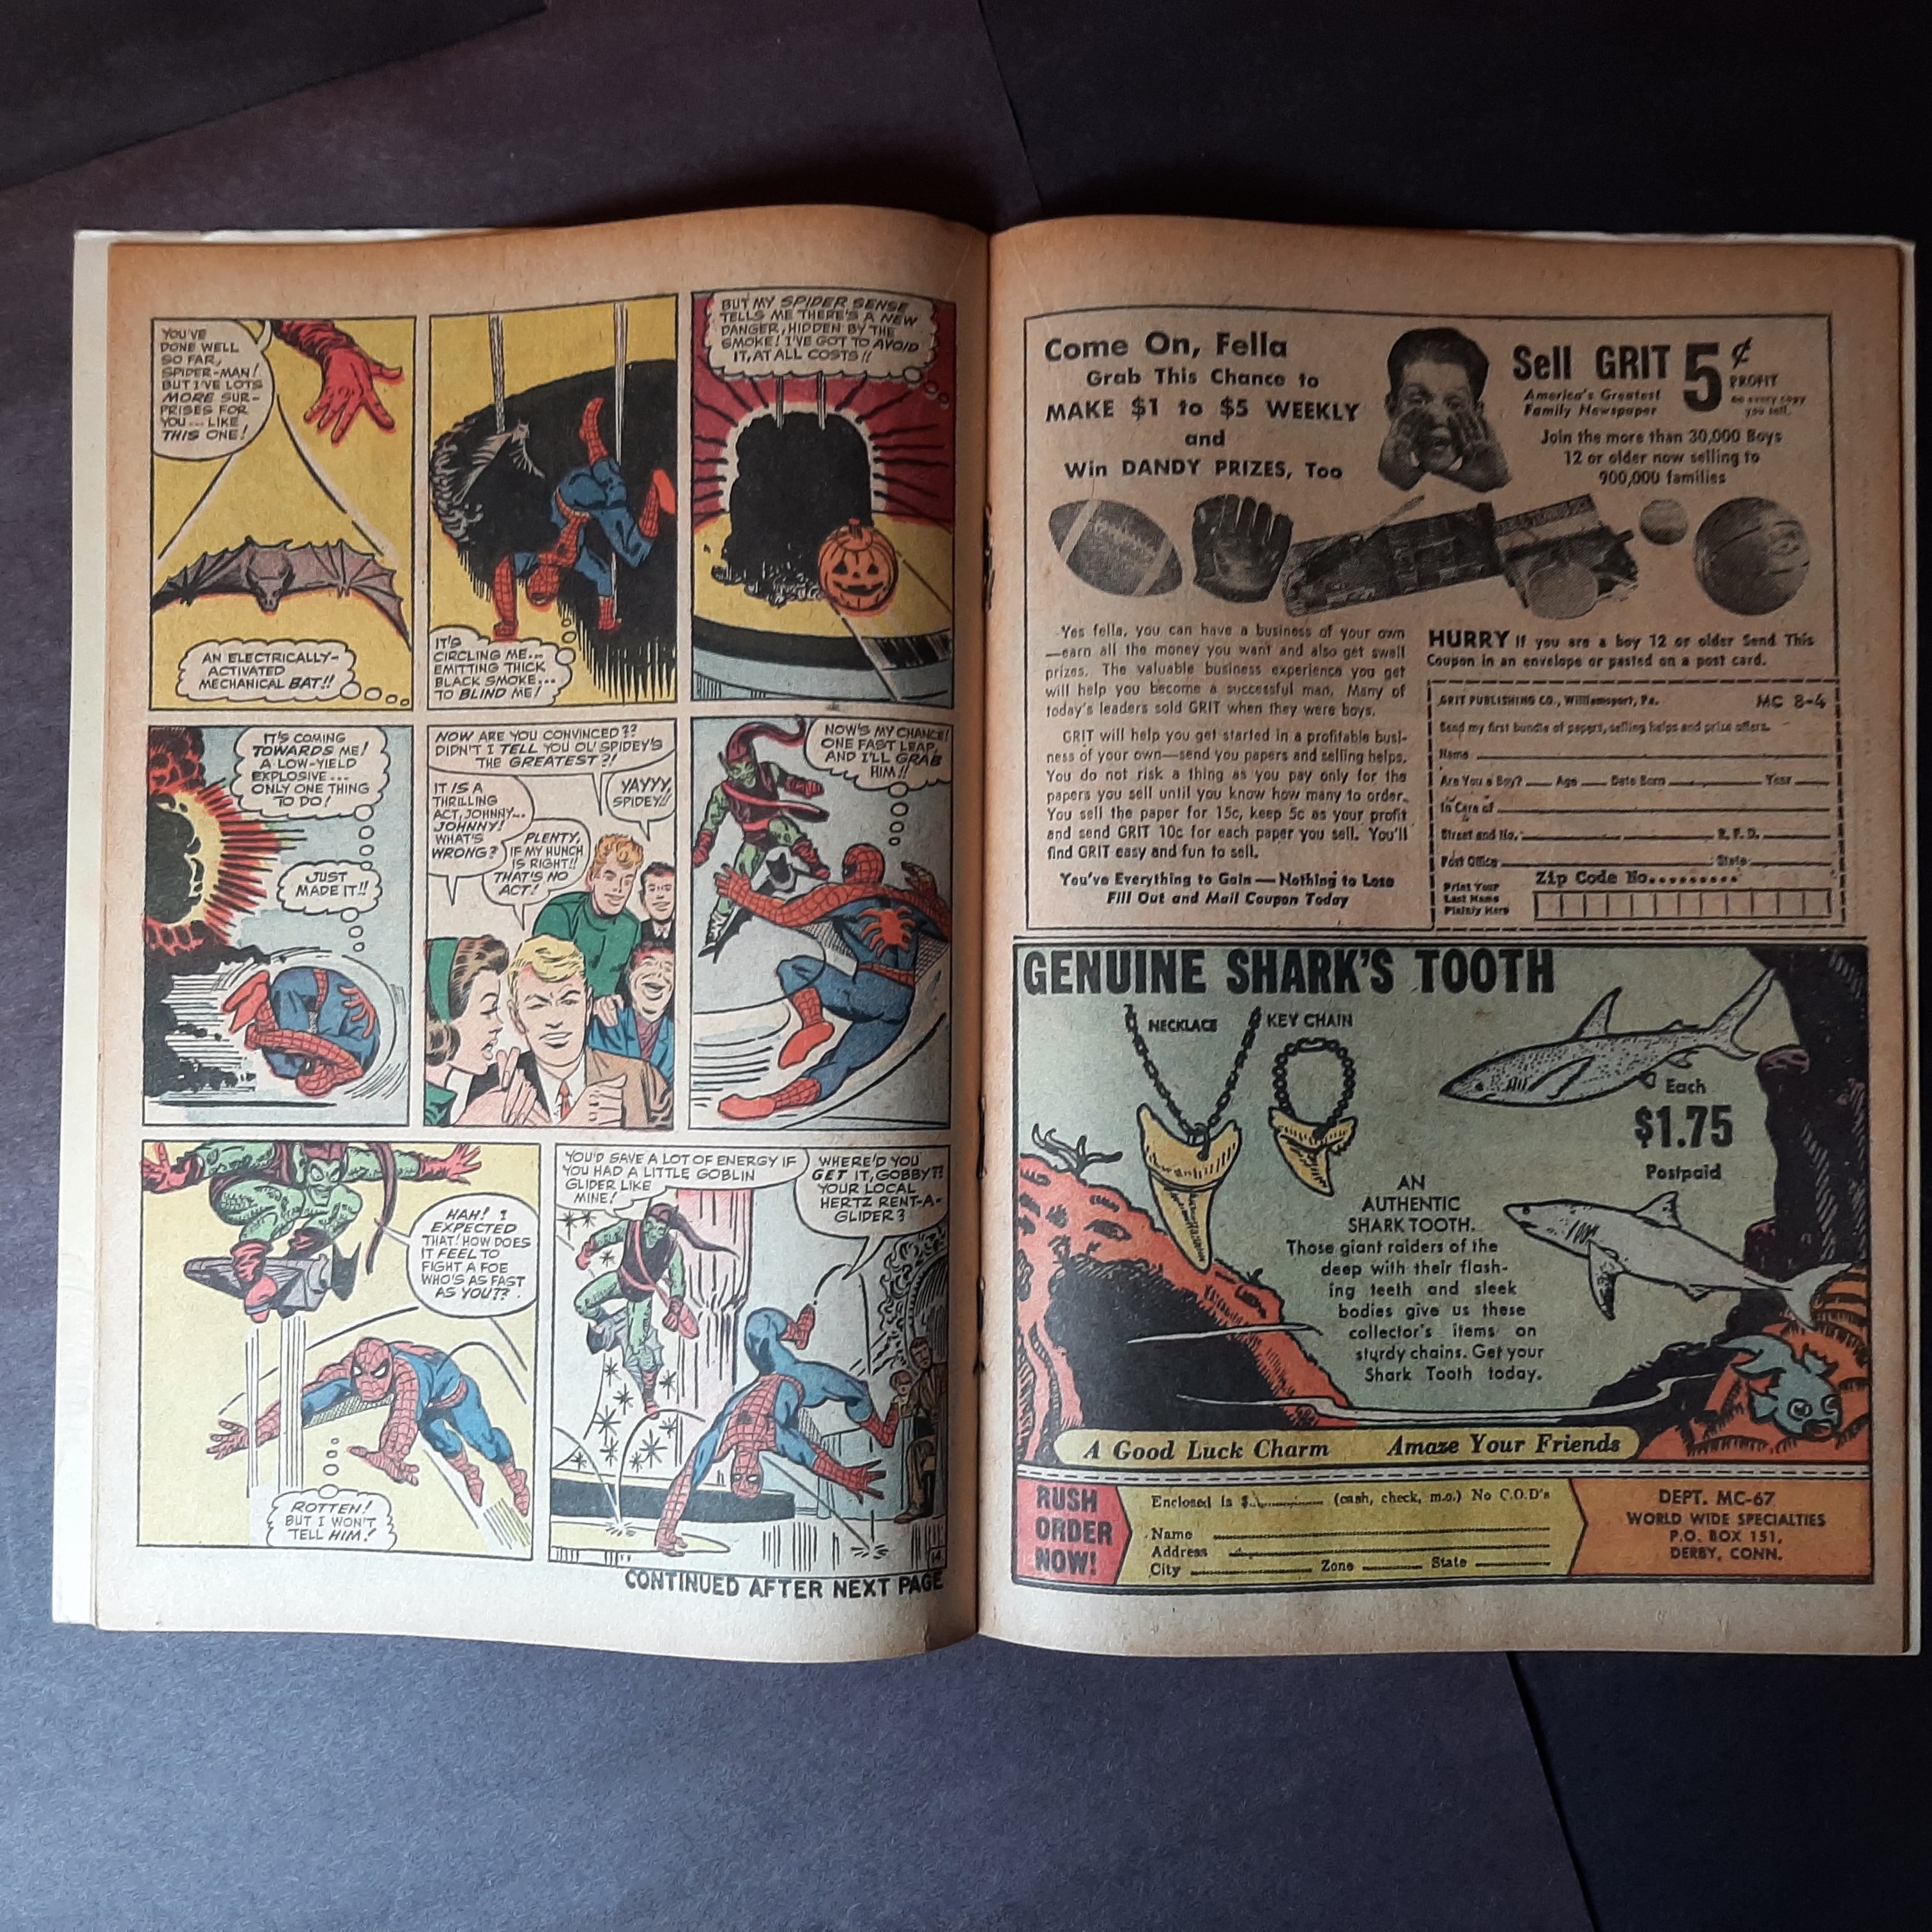 YOU'VE
DONE WELL
SO FAR,
SPIDER-MAN!
BUT I'VE LOTS
MORE SUR-
PRISES FOR
YOU... LIKE
THIS ONE!
AN ELECTRICALLY-
ACTIVATED
MECHANICAL BAT!!
IT'S
CIRCLING ME...
EMITTING THICK
BLACK SMOKE...
TO BLIND ME!
BUT MY SPIDER SENSE
TELLS ME THERE'S A NEW
DANGER, HIDDEN BY THE
SMOKE! I'VE GOT TO AVOID
IT, AT ALL COSTS!!
IT'S COMING
TOWARDS ME!
A LOW-YIELD
EXPLOSIVE...
ONLY ONE THING
TO DO!
JUST
MADE IT!!
NOW ARE YOU CONVINCED??
DIDN'T I TELL YOU OL' SPIDEY'S
THE GREATEST?!
YAYYY,
SPIDEY!!
IT IS A
THRILLING
ACT, JOHNNY...
JOHNNY!
WHAT'S
WRONG?
PLENTY,
IF MY HUNCH
IS RIGHT!!
THAT'S NO
ACT!
NOW'S MY CHANCE!
ONE FAST LEAP,
AND I'LL GRAB
HIM!!
HAH! I
EXPECTED
THAT! HOW DOES
IT FEEL TO
FIGHT A FOE
WHO'S AS FAST
AS YOU??
ROTTEN!
BUT I WON'T
TELL HIM!
YOU'D SAVE A LOT OF ENERGY IF
YOU HAD A LITTLE GOBLIN
GLIDER LIKE
MINE!
WHERE'D YOU
GET IT, GOBBY??
YOUR LOCAL
HERTZ RENT-A-
GLIDER?
14
CONTINUED AFTER NEXT PAGE
Come On, Fella
Grab This Chance to
MAKE $1 to $5 WEEKLY
and
Win DANDY PRIZES, Too
Sell GRIT 5¢
PROFIT
on every copy
you sell.
America's Greatest
Family Newspaper
Join the more than 30,000 Boys
12 or older now selling to
900,000 families
Yes fella, you can have a business of your own
—earn all the money you want and also get swell
prizes. The valuable business experience you get
will help you become a successful man. Many of
today's leaders sold GRIT when they were boys.
GRIT will help you get started in a profitable busi-
ness of your own—send you papers and selling helps.
You do not risk a thing as you pay only for the
papers you sell until you know how many to order.
You sell the paper for 15c, keep 5c as your profit
and send GRIT 10c for each paper you sell. You'll
find GRIT easy and fun to sell.
You've Everything to Gain — Nothing to Lose
Fill Out and Mail Coupon Today
HURRY If you are a boy 12 or older Send This
Coupon in an envelope or pasted on a post card.
GRIT PUBLISHING CO., Williamsport, Pa. MC 8-4
Send my first bundle of papers, selling helps and prize offers.
Name
Are You a Boy? Age Date Born Year
In Care of
Street and No. R. F. D.
Post Office State
Zip Code No.
Print Your
Last Name
Plainly Here
GENUINE SHARK'S TOOTH
NECKLACE
KEY CHAIN
Each
$1.75
Postpaid
AN
AUTHENTIC
SHARK TOOTH.
Those giant raiders of the
deep with their flash-
ing teeth and sleek
bodies give us these
collector's items on
sturdy chains. Get your
Shark Tooth today.
A Good Luck Charm Amaze Your Friends
RUSH
ORDER
NOW!
Enclosed is $ (cash, check, m.o.) No C.O.D's
Name
Address
City Zone State
DEPT. MC-67
WORLD WIDE SPECIALTIES
P.O. BOX 151,
DERBY, CONN.